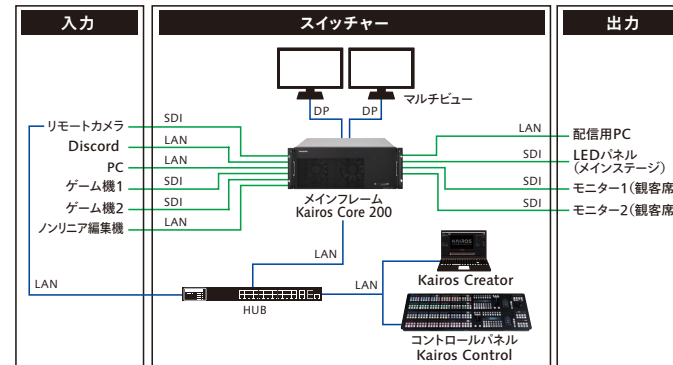 入力
スイッチャー
出力
リモートカメラ
SDI
Discord
LAN
PC
LAN
ゲーム機1
SDI
ゲーム機2
SDI
ノンリニア編集機
LAN
LAN
マルチビュー
DP
DP
メインフレーム
Kairos Core 200
LAN
HUB
LAN
Kairos Creator
コントロールパネル
Kairos Control
LAN
配信用PC
SDI
LEDパネル
(メインステージ)
SDI
モニター1(観客席
SDI
モニター2(観客席
KAIROS